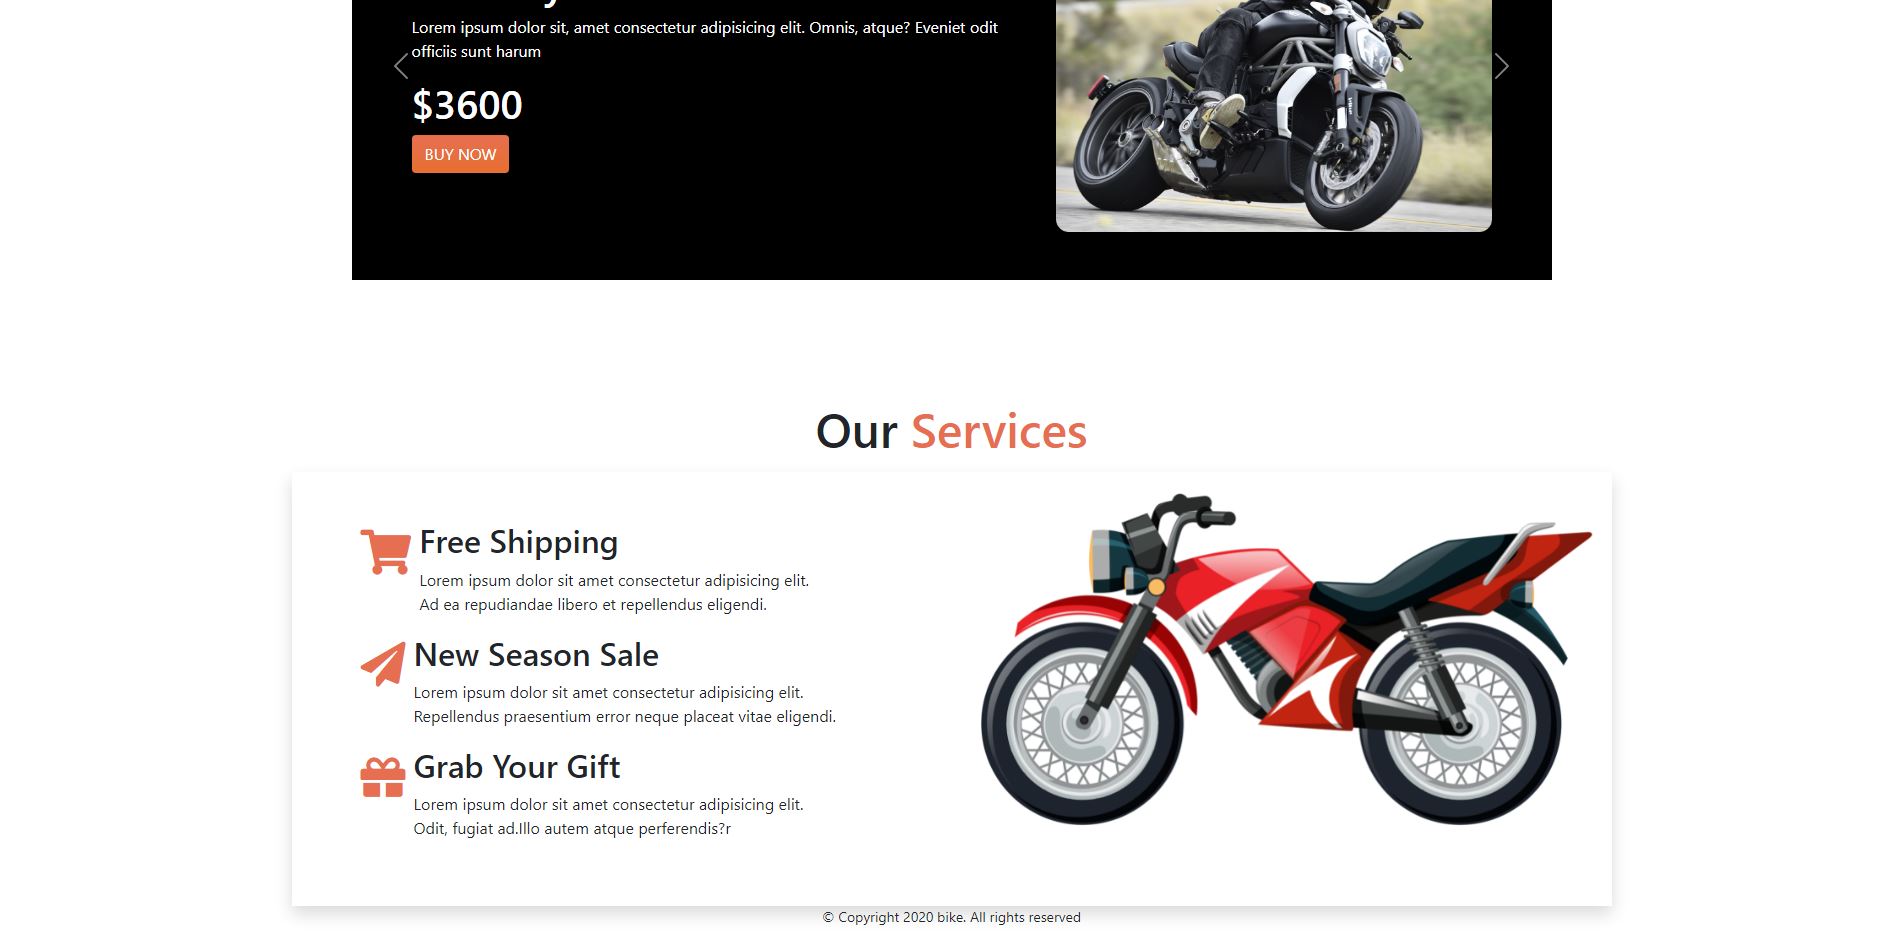 Lorem ipsum dolor sit, amet consectetur adipisicing elit. Omnis, atque? Eveniet odit
officiis sunt harum
$3600
BUY NOW
Our Services
Free Shipping
Lorem ipsum dolor sit amet consectetur adipisicing elit.
Ad ea repudiandae libero et repellendus eligendi.
New Season Sale
Lorem ipsum dolor sit amet consectetur adipisicing elit.
Repellendus praesentium error neque placeat vitae eligendi.
Grab Your Gift
Lorem ipsum dolor sit amet consectetur adipisicing elit.
Odit, fugiat ad.Illo autem atque perferendis?r
© Copyright 2020 bike. All rights reserved